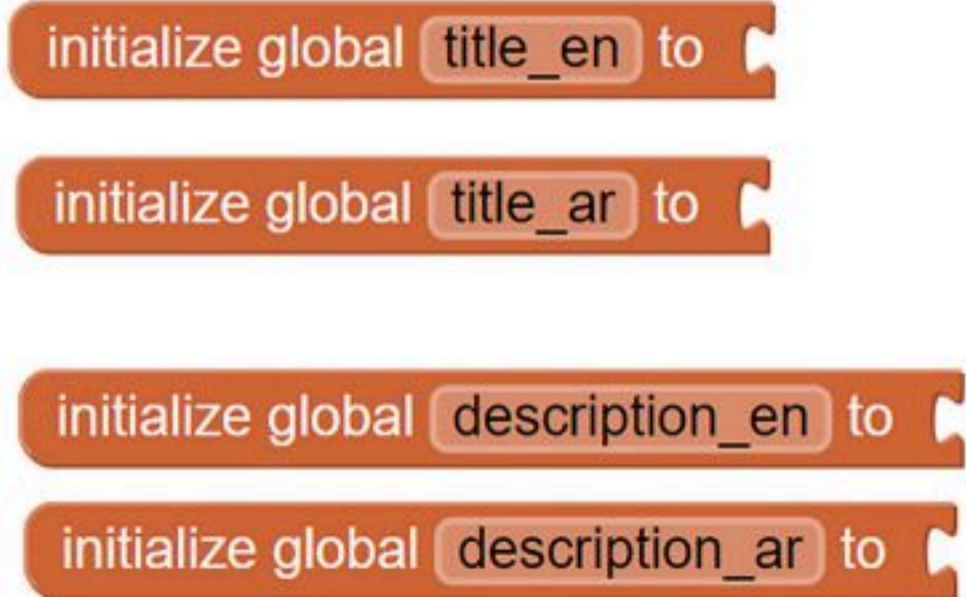 initialize global title_en to
initialize global title_ar to
initialize global description_en to
initialize global description_ar to